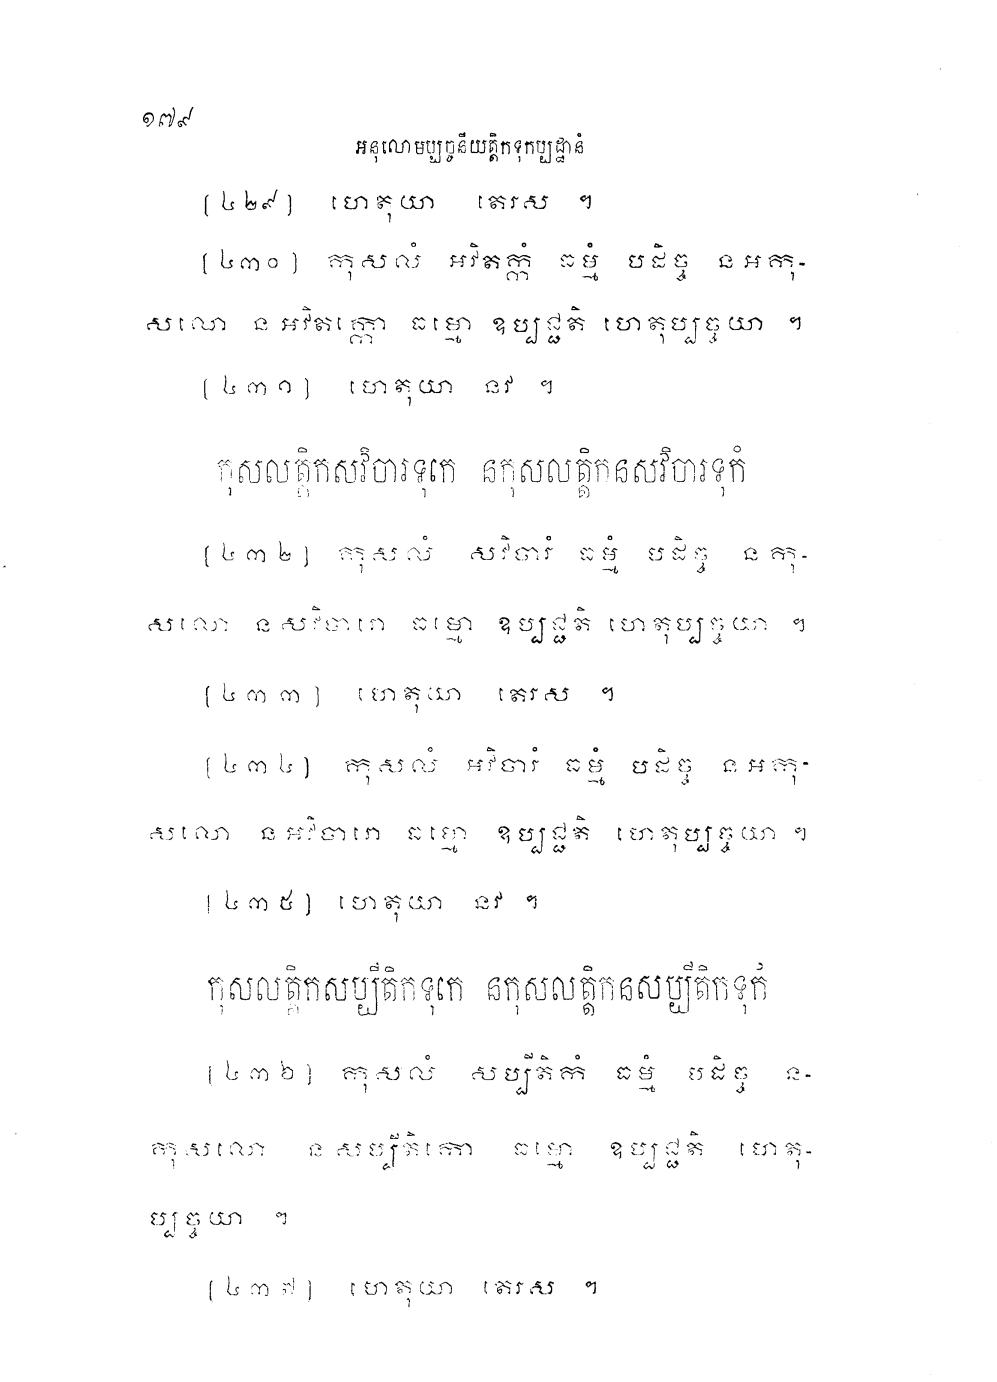 ១៧៩
អនុលោមប្បច្ចនីយត្តិកទុកប្បដ្ឋានំ
[៤២៩] ហេតុយា តេរស ។
[៤៣០] កុសលំ អវិតក្កំ ធម្មំ បដិច្ច នអកុ-
សលោ នអវិតក្កោ ធម្មោ ឧប្បជ្ជតិ ហេតុប្បច្ចយា ។
[៤៣១] ហេតុយា នវ ។
កុសលត្តិកសវិចារទុកេ នកុសលត្តិកនសវិចារទុកំ
[៤៣២] កុសលំ សវិចារំ ធម្មំ បដិច្ច នកុ-
សលោ នសវិចារោ ធម្មោ ឧប្បជ្ជតិ ហេតុប្បច្ចយា ។
[៤៣៣] ហេតុយា តេរស ។
[៤៣៤] កុសលំ អវិចារំ ធម្មំ បដិច្ច នអកុ-
សលោ នអវិចារោ ធម្មោ ឧប្បជ្ជតិ ហេតុប្បច្ចយា ។
[៤៣៥] ហេតុយា នវ ។
កុសលត្តិកសប្បីតិកទុកេ នកុសលត្តិកនសប្បីតិកទុកំ
[៤៣៦] កុសលំ សប្បីតិកំ ធម្មំ បដិច្ច ន-
កុសលោ នសប្បីតិកោ ធម្មោ ឧប្បជ្ជតិ ហេតុ-
ប្បច្ចយា ។
[៤៣៧] ហេតុយា តេរស ។